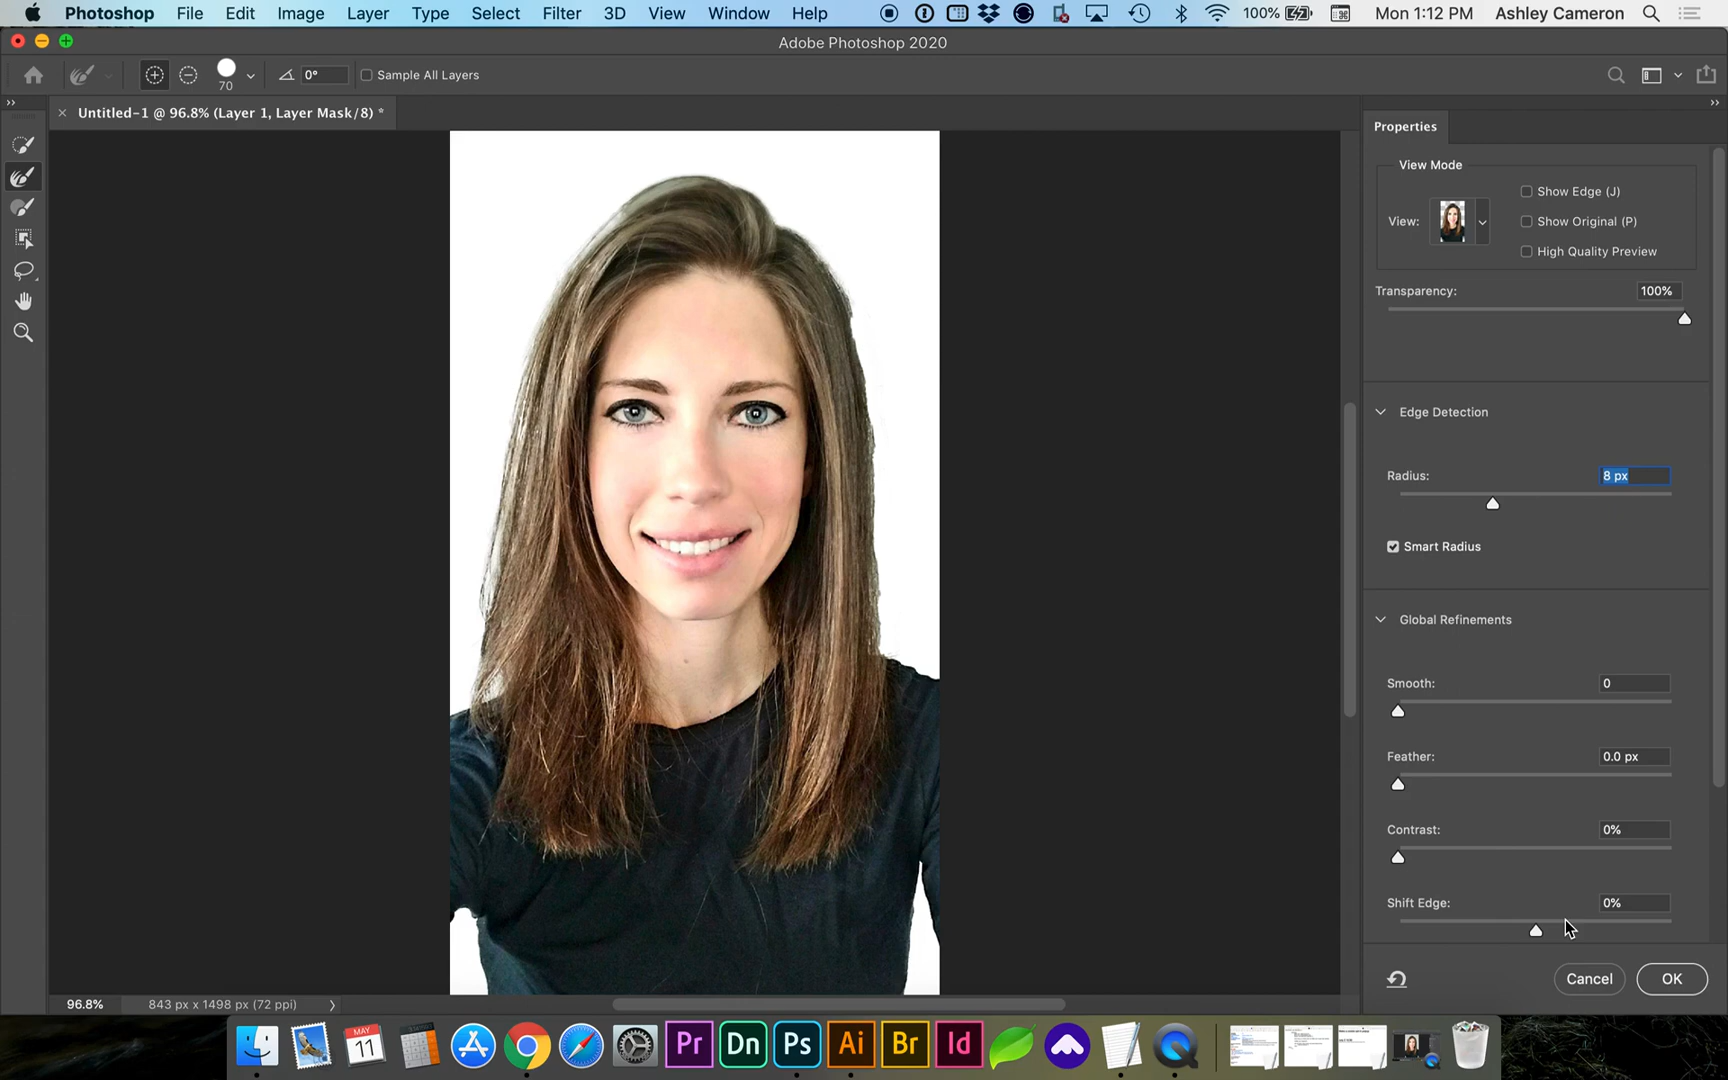 Photoshop File Edit Image Layer Type Select Filter 3D View Window Help 100% Mon 1:12 PM Ashley Cameron
Adobe Photoshop 2020
70 0° Sample All Layers
Untitled-1 @ 96.8% (Layer 1, Layer Mask/8) *
Properties
View Mode
Show Edge (J)
View: Show Original (P)
High Quality Preview
Transparency: 100%
Edge Detection
Radius: 8 px
Smart Radius
Global Refinements
Smooth: 0
Feather: 0.0 px
Contrast: 0%
Shift Edge: 0%
Cancel OK
96.8% 843 px x 1498 px (72 ppi)
MAY 11 Pr Dn Ps Ai Br Id